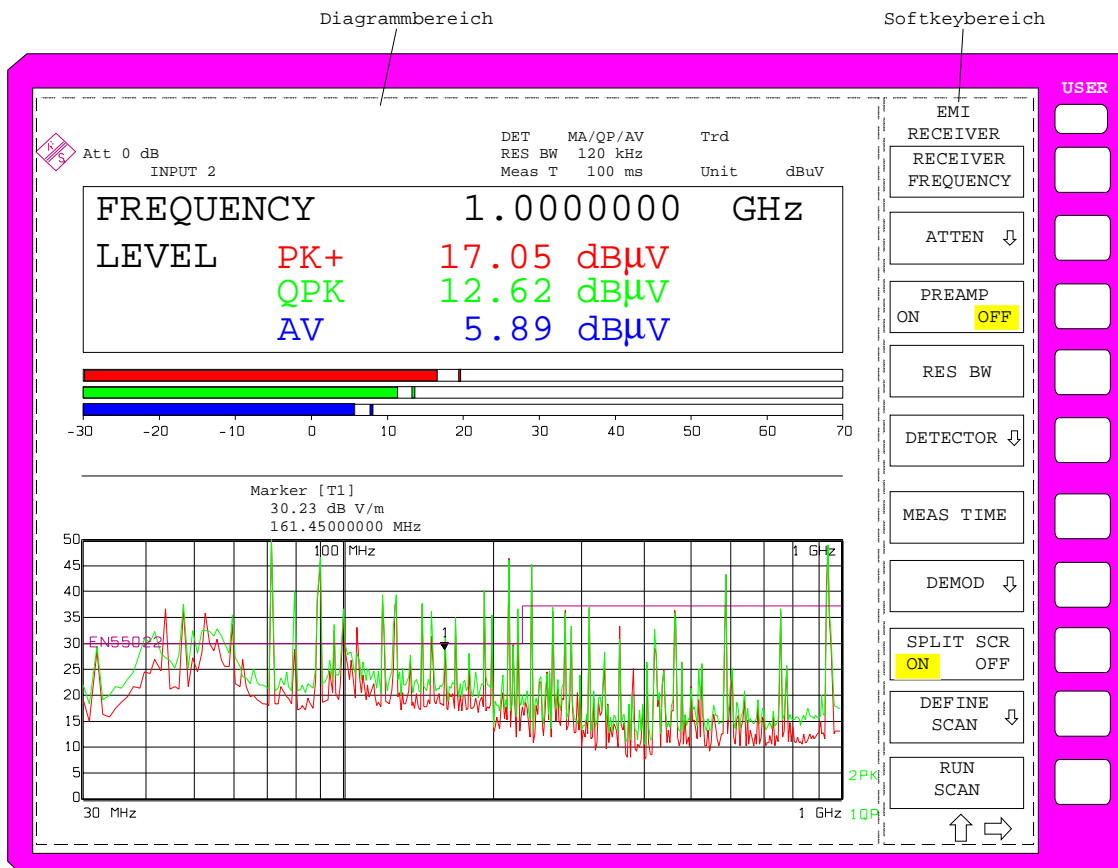 Diagrammbereich
Softkeybereich
USER
R S
Att 0 dB
INPUT 2
DET MA/QP/AV Trd
RES BW 120 kHz
Meas T 100 ms Unit dBuV
FREQUENCY 1.0000000 GHz
LEVEL PK+ 17.05 dBµV
QPK 12.62 dBµV
AV 5.89 dBµV
-30 -20 -10 0 10 20 30 40 50 60 70
Marker [T1]
30.23 dB V/m
161.45000000 MHz
100 MHz 1 GHz
50
45
40
35
30
25
20
15
10
5
0
EN55022
1
30 MHz 1 GHz
2PK
1QP
EMI
RECEIVER
RECEIVER
FREQUENCY
ATTEN
PREAMP
ON OFF
RES BW
DETECTOR
MEAS TIME
DEMOD
SPLIT SCR
ON OFF
DEFINE
SCAN
RUN
SCAN